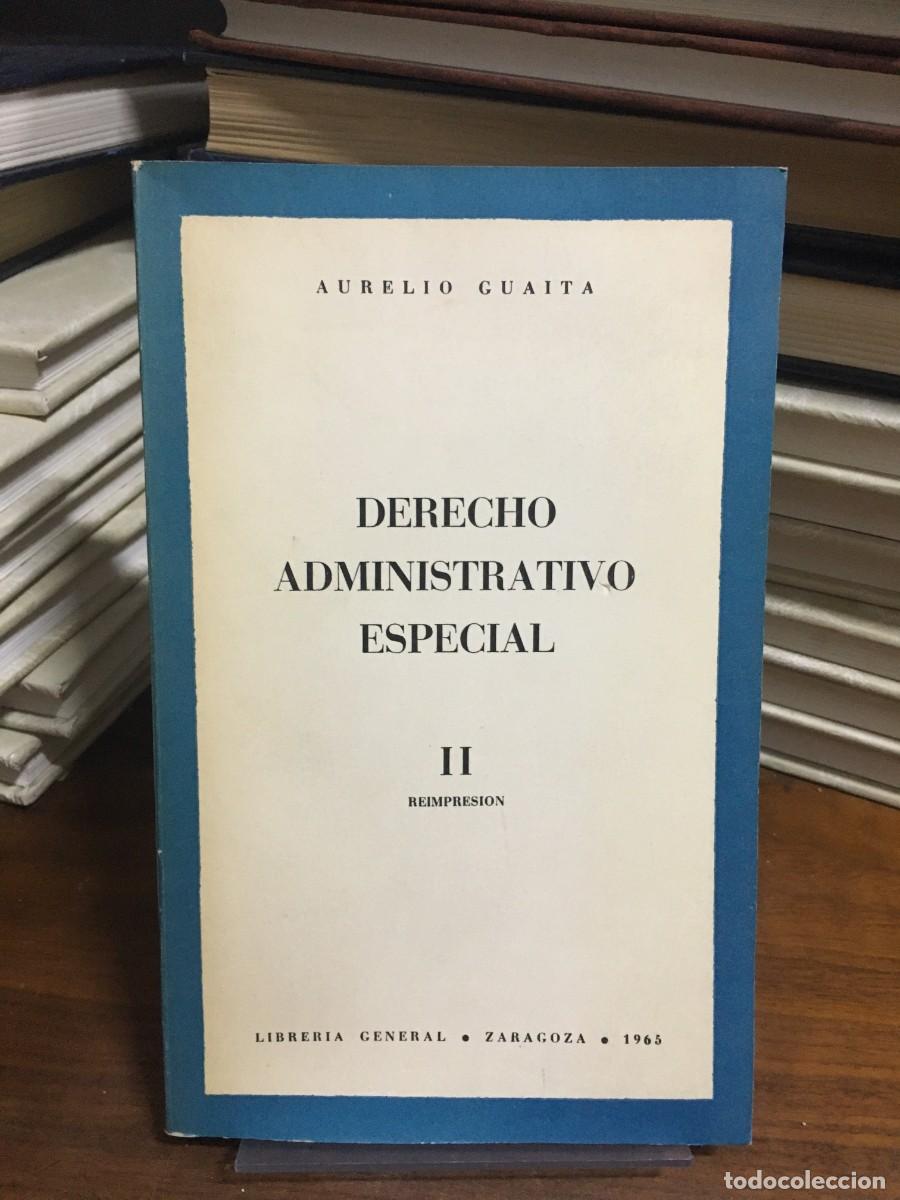 AURELIO GUAITA
DERECHO
ADMINISTRATIVO
ESPECIAL
II
REIMPRESION
LIBRERIA GENERAL • ZARAGOZA • 1965
todocoleccion